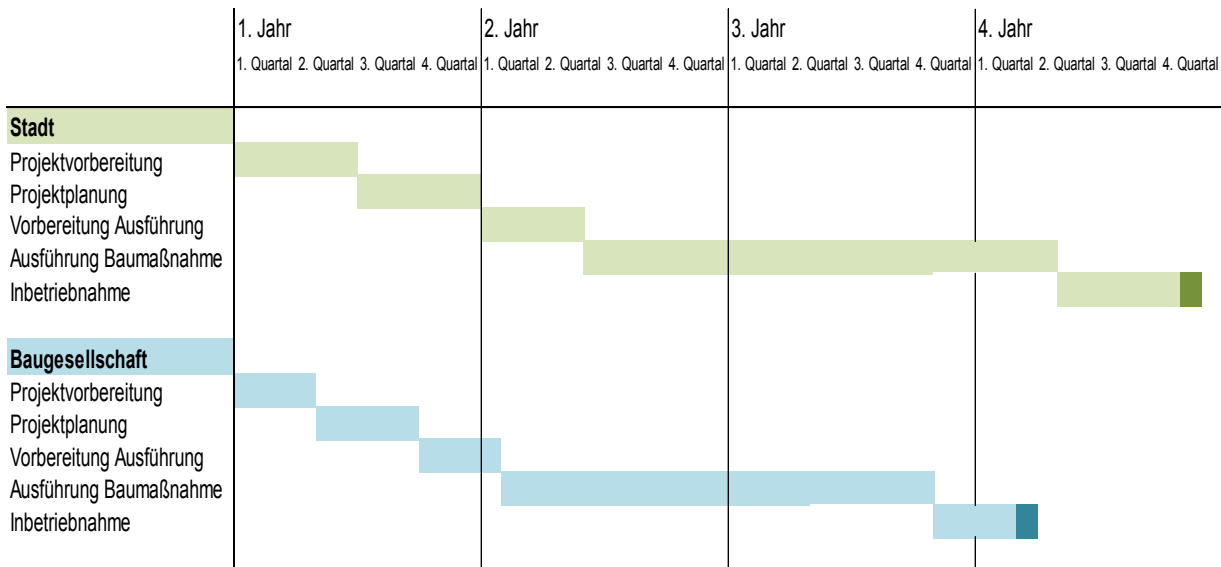 1. Jahr 2. Jahr 3. Jahr 4. Jahr
1. Quartal 2. Quartal 3. Quartal 4. Quartal 1. Quartal 2. Quartal 3. Quartal 4. Quartal 1. Quartal 2. Quartal 3. Quartal 4. Quartal 1. Quartal 2. Quartal 3. Quartal 4. Quartal
Stadt
Projektvorbereitung
Projektplanung
Vorbereitung Ausführung
Ausführung Baumaßnahme
Inbetriebnahme
Baugesellschaft
Projektvorbereitung
Projektplanung
Vorbereitung Ausführung
Ausführung Baumaßnahme
Inbetriebnahme